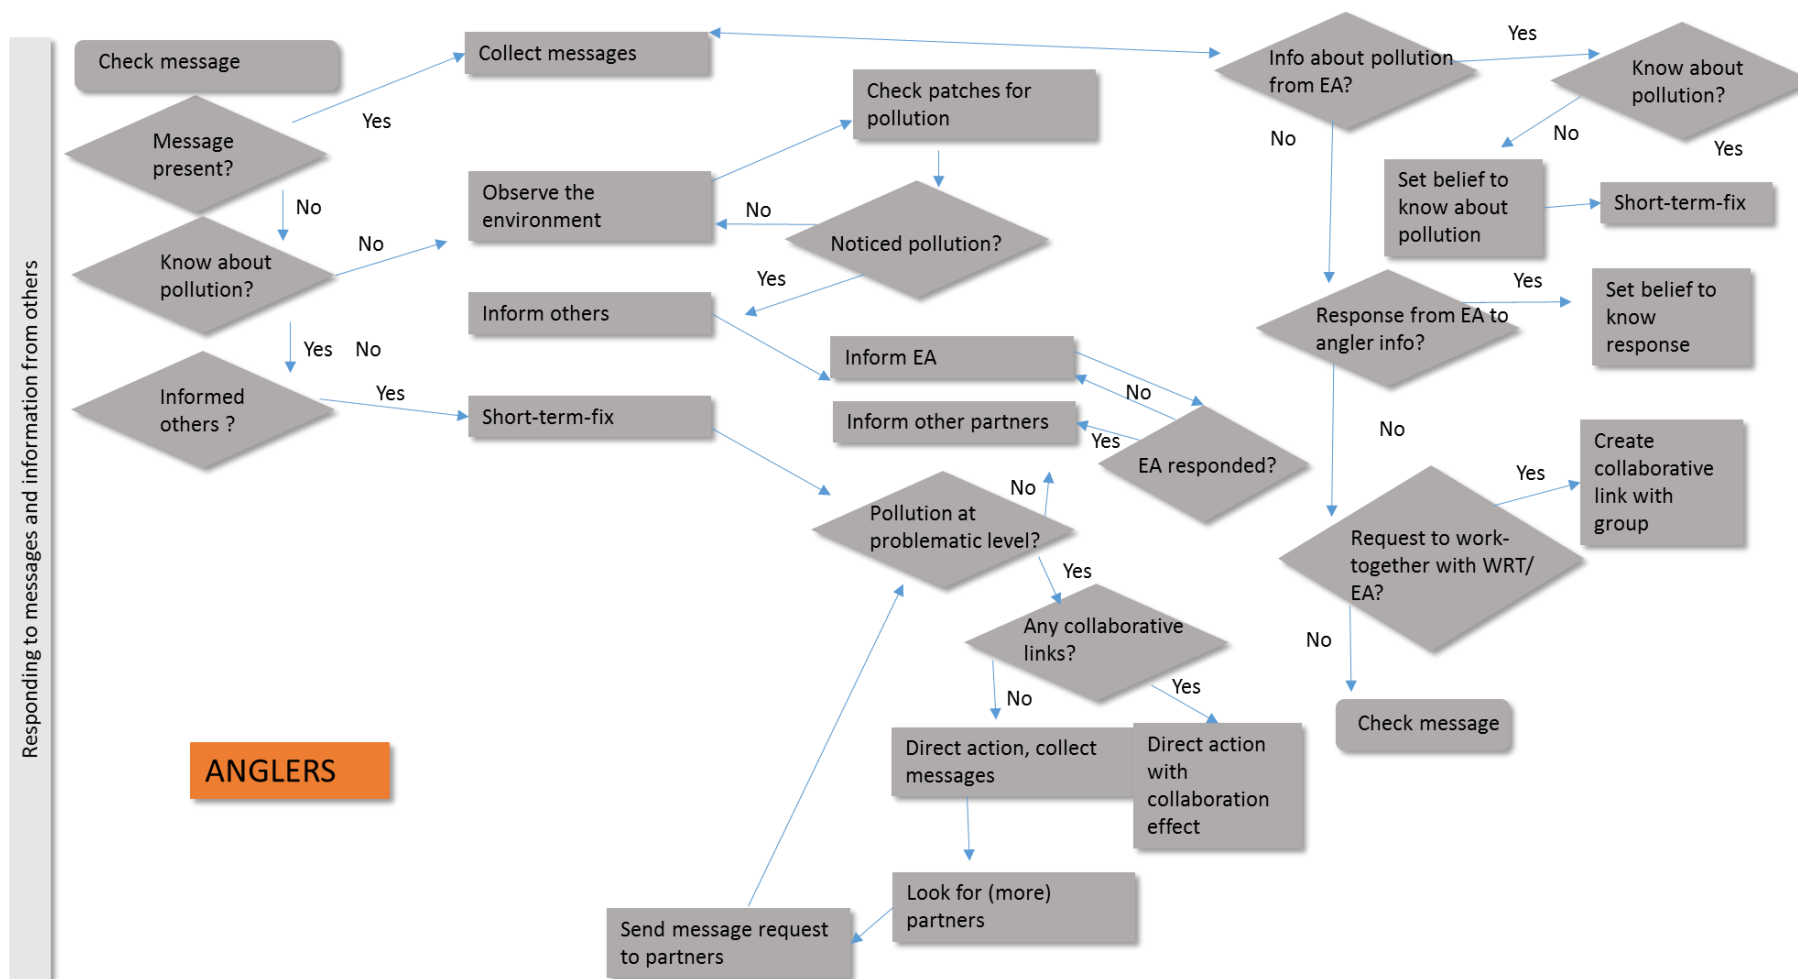 Responding to messages and information from others
Check message
Message
present?
Yes
No
Know about
pollution?
No
Yes
No
Informed
others ?
Yes
Collect messages
Observe the
environment
Inform others
Short-term-fix
Check patches for
pollution
No
Noticed pollution?
Yes
Inform EA
No
Inform other partners
Yes
EA responded?
No
Pollution at
problematic level?
Yes
Any collaborative
links?
No
Yes
Direct action, collect
messages
Direct action
with
collaboration
effect
Look for (more)
partners
Send message request
to partners
Info about pollution
from EA?
Yes
No
Know about
pollution?
No
Yes
Set belief to
know about
pollution
Short-term-fix
Response from EA to
angler info?
Yes
Set belief to
know
response
No
Request to work-
together with WRT/
EA?
Yes
Create
collaborative
link with
group
No
Check message
ANGLERS